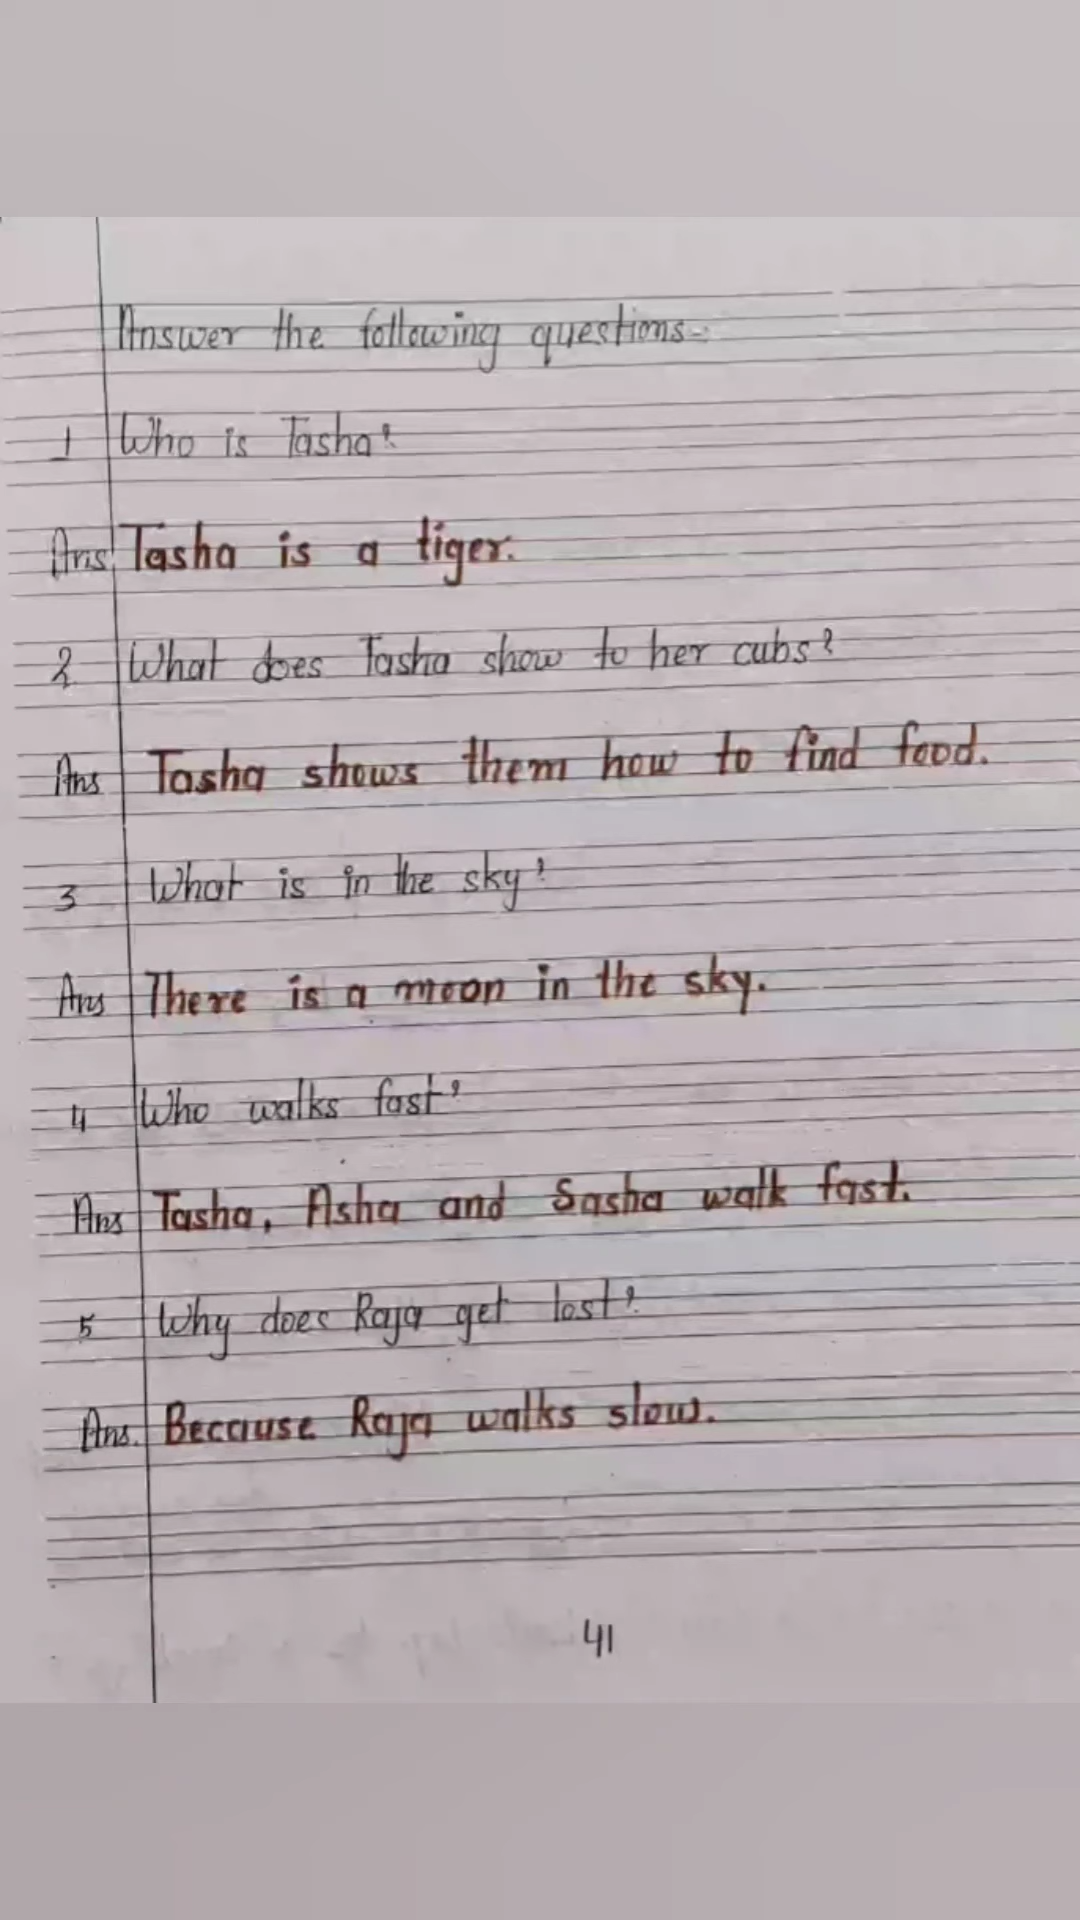 Answer the following questions-
1 Who is Tasha?
Ans Tasha is a tiger.
2 What does Tasha show to her cubs?
Ans Tasha shows them how to find food.
3 What is in the sky?
Ans There is a moon in the sky.
4 Who walks fast?
Ans Tasha, Asha and Sasha walk fast.
5 Why does Raja get lost?
Ans. Because Raja walks slow.
41